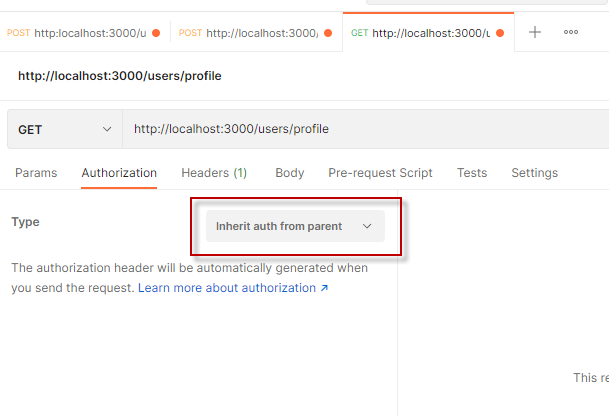 POST http:localhost:3000/u POST http://localhost:3000/ GET http://localhost:3000/u
http://localhost:3000/users/profile
GET http://localhost:3000/users/profile
Params Authorization Headers (1) Body Pre-request Script Tests Settings
Type Inherit auth from parent
The authorization header will be automatically generated when
you send the request. Learn more about authorization ↗
This re